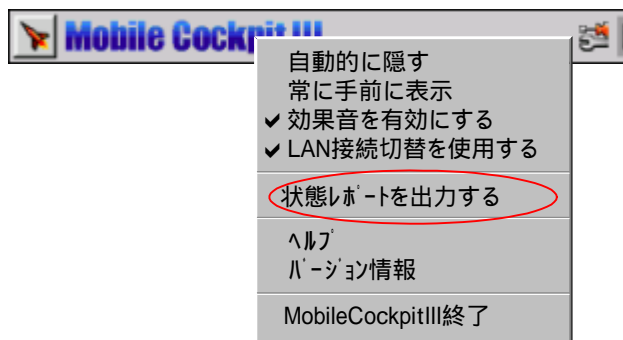 Mobile Cockpit III
自動的に隠す
常に手前に表示
効果音を有効にする
LAN接続切替を使用する
状態ﾚﾎﾟｰﾄを出力する
ﾍﾙﾌﾟ
ﾊﾞｰｼﾞｮﾝ情報
MobileCockpitIII終了